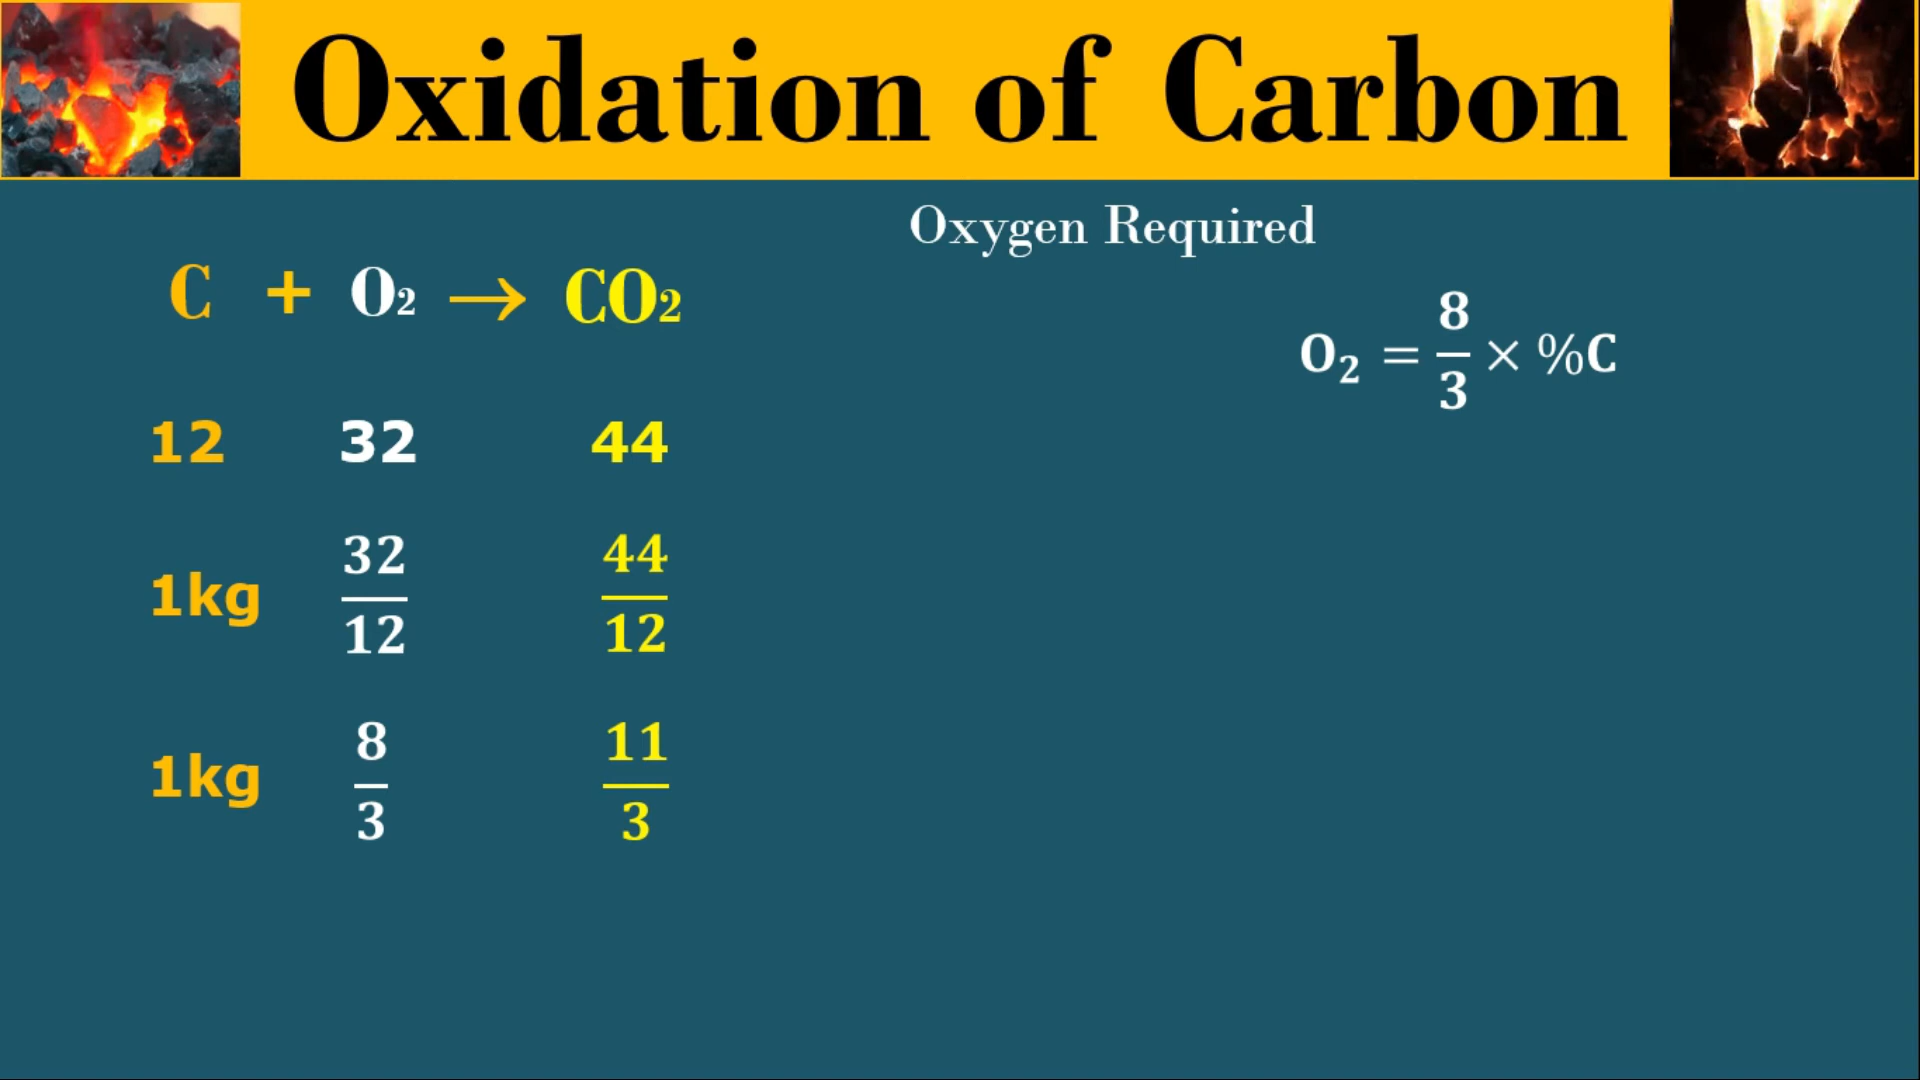 Oxidation of Carbon
Oxygen Required
C + O₂ → CO₂
O₂ = 8/3 × %C
12 32 44
1kg 32/12 44/12
1kg 8/3 11/3